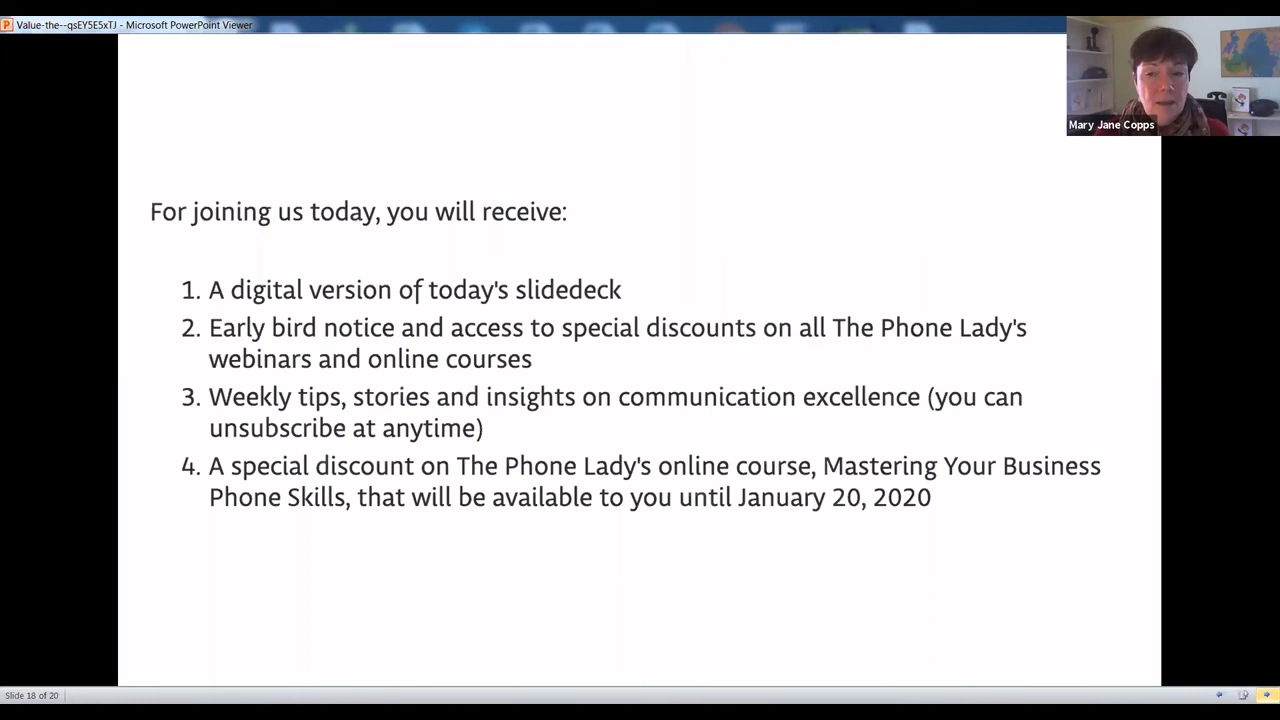 Value-the--qsEY5E5xTJ - Microsoft PowerPoint Viewer
Mary Jane Copps
For joining us today, you will receive:
1. A digital version of today's slidedeck
2. Early bird notice and access to special discounts on all The Phone Lady's
webinars and online courses
3. Weekly tips, stories and insights on communication excellence (you can
unsubscribe at anytime)
4. A special discount on The Phone Lady's online course, Mastering Your Business
Phone Skills, that will be available to you until January 20, 2020
Slide 18 of 20